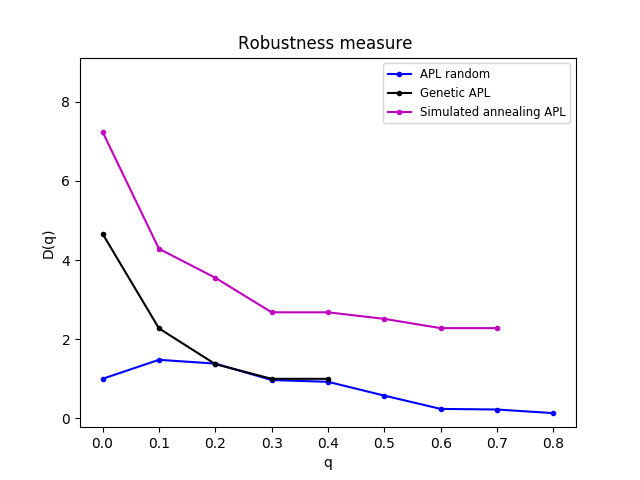 Robustness measure
APL random
Genetic APL
Simulated annealing APL
D(q)
8
6
4
2
0
0.0 0.1 0.2 0.3 0.4 0.5 0.6 0.7 0.8
q